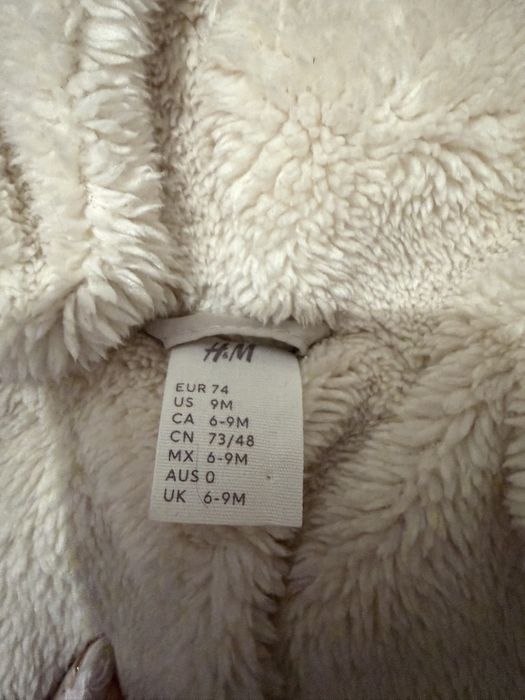 H&M
EUR 74
US 9M
CA 6-9M
CN 73/48
MX 6-9M
AUS 0
UK 6-9M